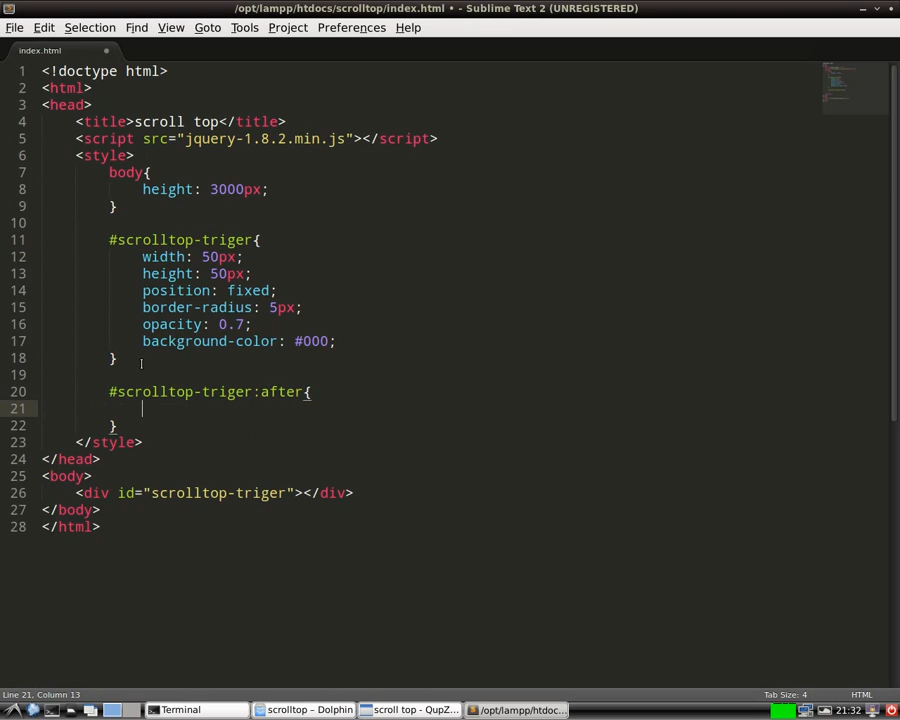 /opt/lampp/htdocs/scrolltop/index.html • - Sublime Text 2 (UNREGISTERED)
File Edit Selection Find View Goto Tools Project Preferences Help
index.html
1 <!doctype html>
2 <html>
3 <head>
4 <title>scroll top</title>
5 <script src="jquery-1.8.2.min.js"></script>
6 <style>
7 body{
8 height: 3000px;
9 }
10
11 #scrolltop-triger{
12 width: 50px;
13 height: 50px;
14 position: fixed;
15 border-radius: 5px;
16 opacity: 0.7;
17 background-color: #000;
18 }
19
20 #scrolltop-triger:after{
21
22 }
23 </style>
24 </head>
25 <body>
26 <div id="scrolltop-triger"></div>
27 </body>
28 </html>
Line 21, Column 13 Tab Size: 4 HTML
Terminal scrolltop – Dolphin scroll top - QupZ... /opt/lampp/htdoc... 21:32